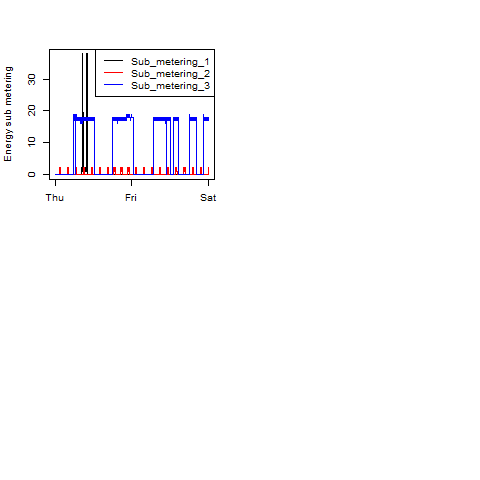 Energy sub metering
30
20
10
0
Sub_metering_1
Sub_metering_2
Sub_metering_3
Thu Fri Sat